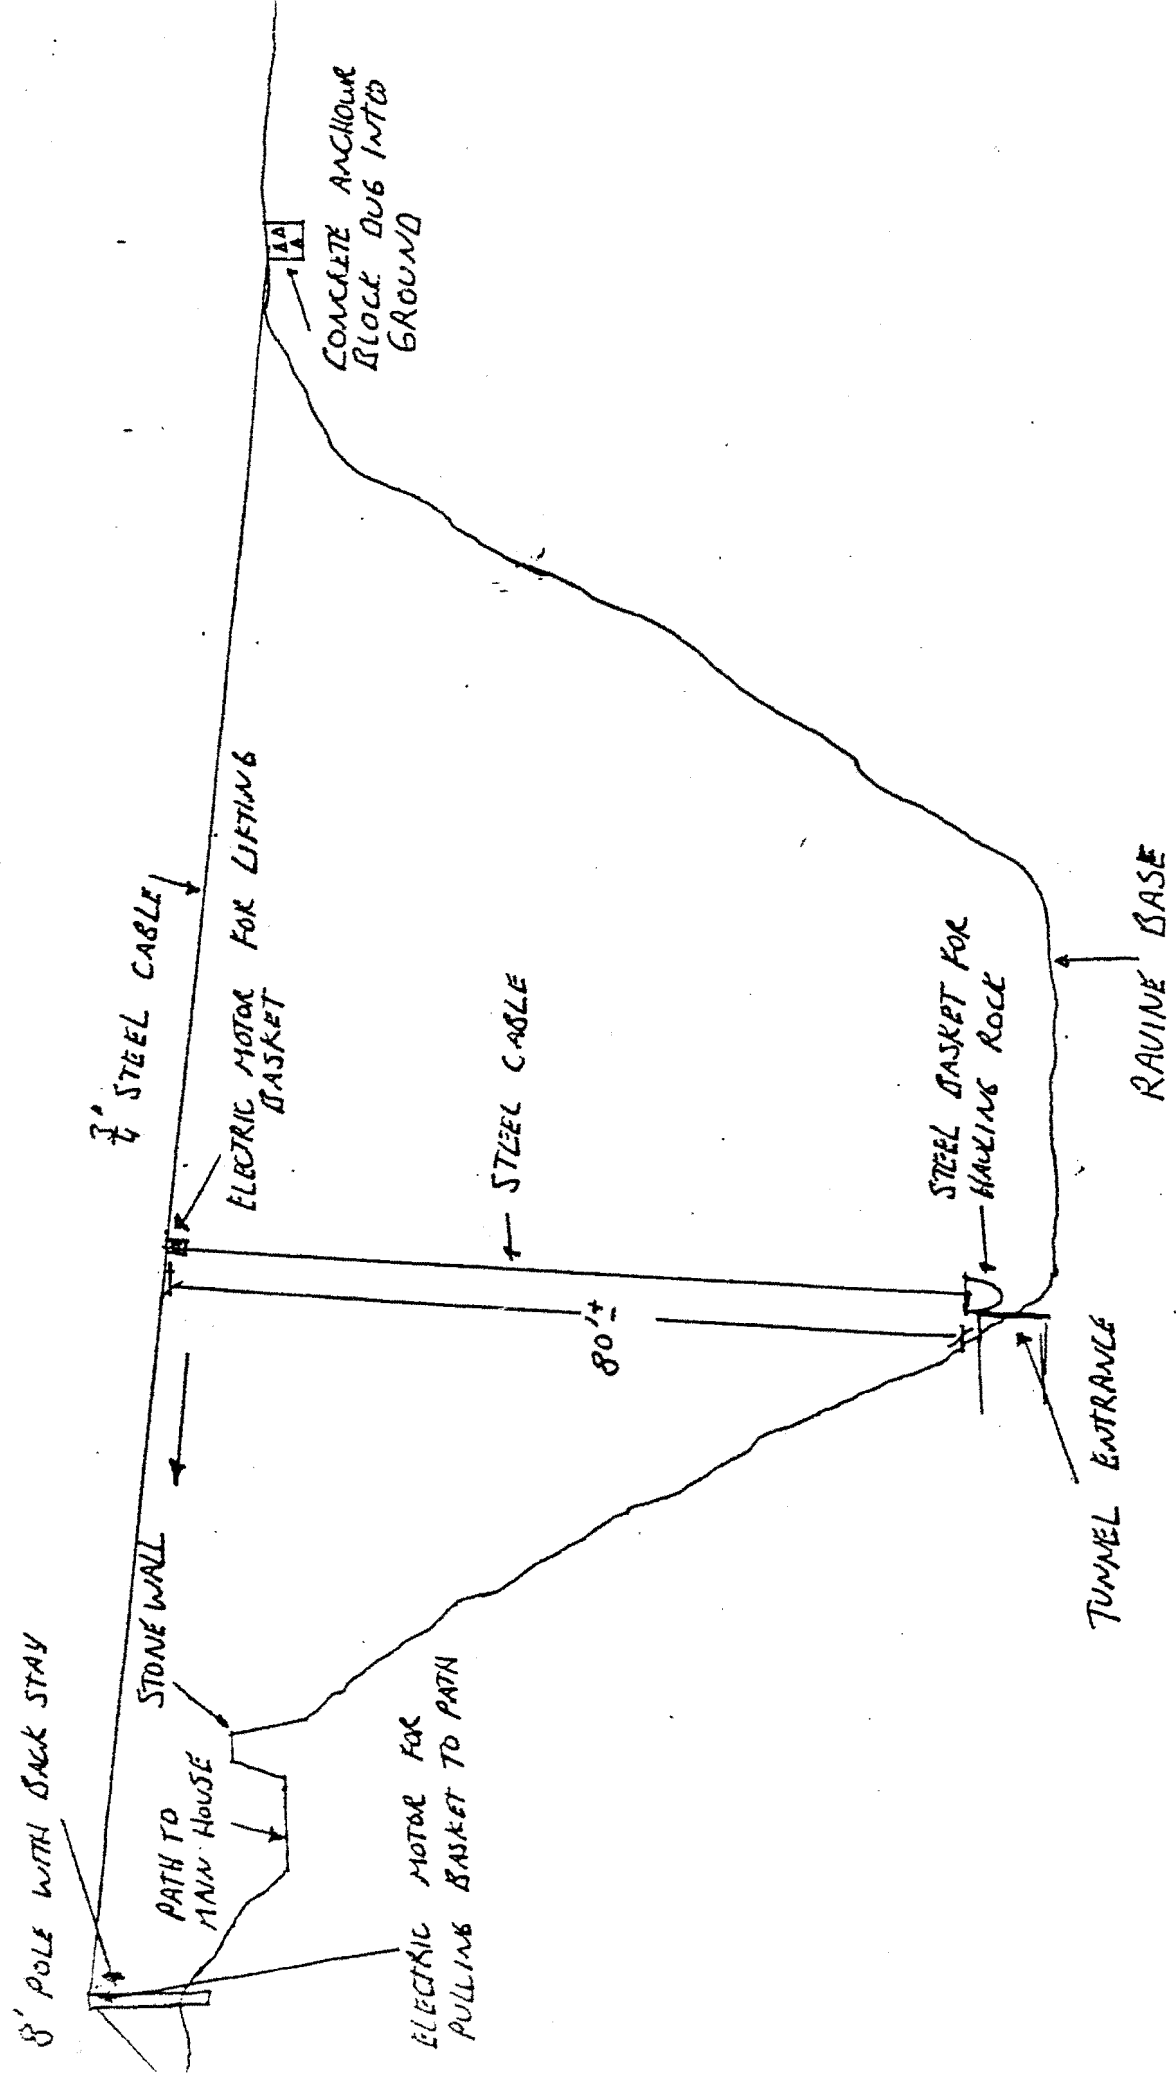 8' POLE WITH BACK STAY
STONE WALL
PATH TO
MAIN HOUSE
ELECTRIC MOTOR FOR
PULLING BASKET TO PATH
3/4" STEEL CABLE
ELECTRIC MOTOR FOR LIFTING
BASKET
80'±
STEEL CABLE
STEEL BASKET FOR
HAULING ROCK
TUNNEL ENTRANCE
RAVINE BASE
CONCRETE ANCHOUR
BLOCK DUG INTO
GROUND